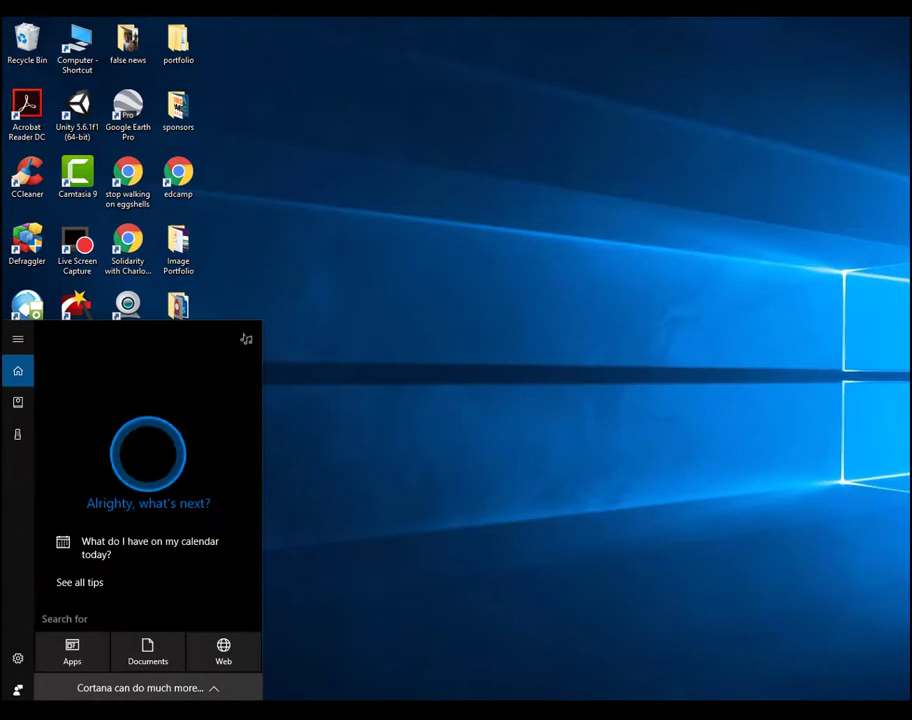 Recycle Bin
Computer -
Shortcut
false news
portfolio
Acrobat
Reader DC
Unity 5.6.1f1
(64-bit)
Pro
Google Earth
Pro
sponsors
CCleaner
Camtasia 9
stop walking
on eggshells
edcamp
Defraggler
Live Screen
Capture
Solidarity
with Charlo...
Image
Portfolio
Alrighty, what's next?
What do I have on my calendar
today?
See all tips
Search for
Apps
Documents
Web
Cortana can do much more...